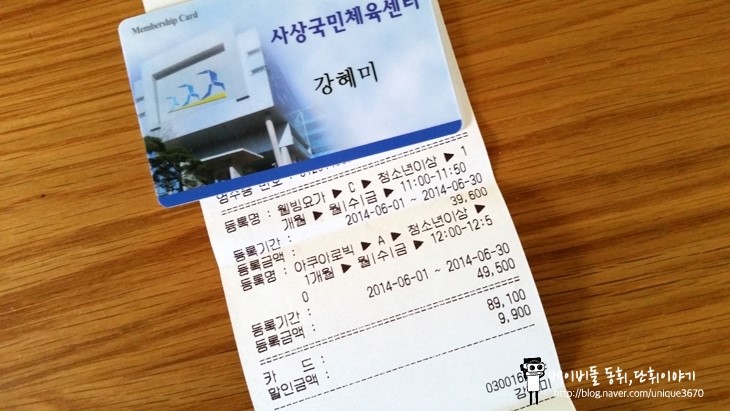 Membership Card
사상국민체육센터
강혜미
등록명 : 웰빙요가 ▶ C ▶ 청소년이상 ▶ 1
개월 ▶ 월|수|금 ▶ 11:00-11:50
등록기간 : 2014-06-01 ~ 2014-06-30
등록금액 : 39,600
등록명 : 아쿠아로빅 ▶ A ▶ 청소년이상 ▶
1개월 ▶ 월|수|금 ▶ 12:00-12:5
0
등록기간 : 2014-06-01 ~ 2014-06-30
등록금액 : 49,500
카 드 : 89,100
할인금액 : 9,900
동휘,단휘이야기
http://blog.naver.com/unique3670